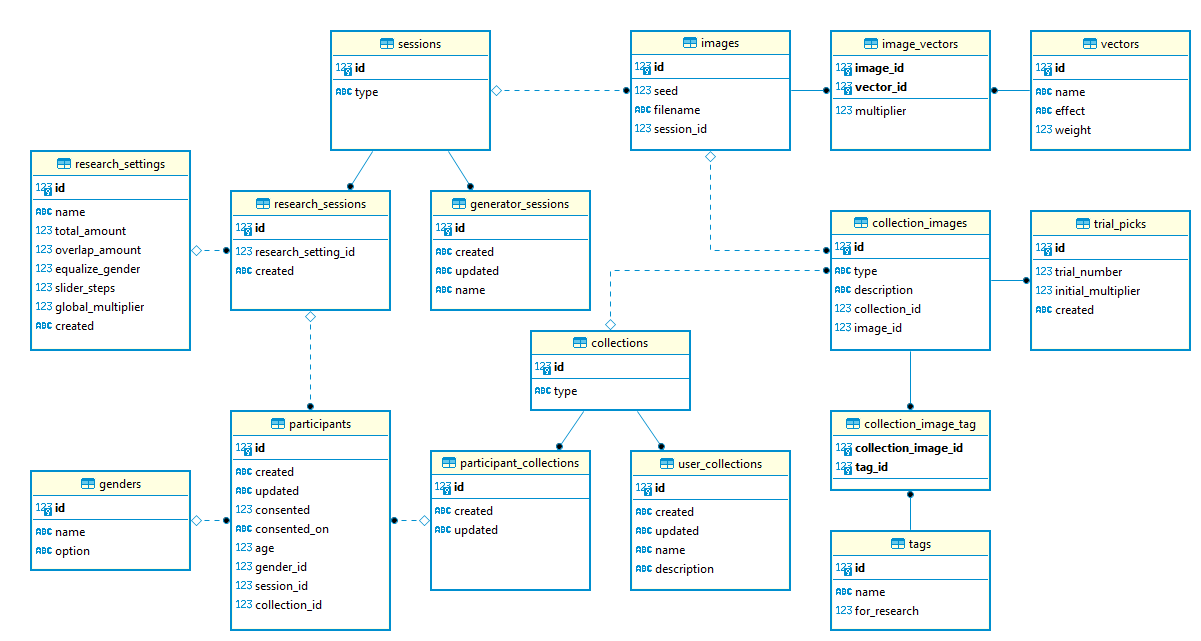 sessions
123 id
ABC type
images
123 id
123 seed
ABC filename
123 session_id
image_vectors
123 image_id
123 vector_id
123 multiplier
vectors
123 id
ABC name
ABC effect
123 weight
research_settings
123 id
ABC name
123 total_amount
123 overlap_amount
123 equalize_gender
123 slider_steps
123 global_multiplier
ABC created
research_sessions
123 id
123 research_setting_id
ABC created
generator_sessions
123 id
ABC created
ABC updated
ABC name
collection_images
123 id
ABC type
ABC description
123 collection_id
123 image_id
trial_picks
123 id
123 trial_number
123 initial_multiplier
ABC created
collections
123 id
ABC type
participants
123 id
ABC created
ABC updated
123 consented
ABC consented_on
123 age
123 gender_id
123 session_id
123 collection_id
genders
123 id
ABC name
ABC option
participant_collections
123 id
ABC created
ABC updated
user_collections
123 id
ABC created
ABC updated
ABC name
ABC description
collection_image_tag
123 collection_image_id
123 tag_id
tags
123 id
ABC name
123 for_research